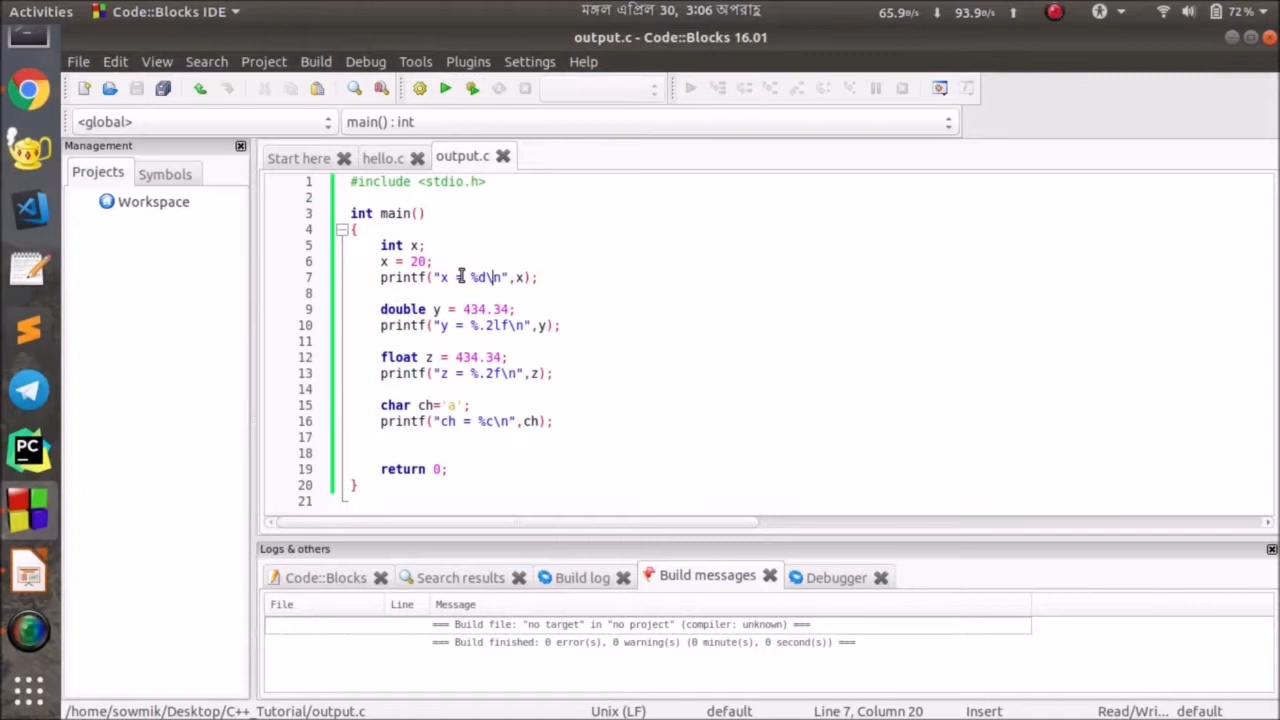 Activities Code::Blocks IDE মঙ্গল এপ্রিল 30, 3:06 অপরাহ্ণ 65.9B/s 93.9B/s 72%
output.c - Code::Blocks 16.01
File Edit View Search Project Build Debug Tools Plugins Settings Help
<global> main() : int
Management
Projects Symbols
Workspace
Start here hello.c output.c
1 #include <stdio.h>
2
3 int main()
4 {
5 int x;
6 x = 20;
7 printf("x = %d\n",x);
8
9 double y = 434.34;
10 printf("y = %.2lf\n",y);
11
12 float z = 434.34;
13 printf("z = %.2f\n",z);
14
15 char ch='a';
16 printf("ch = %c\n",ch);
17
18
19 return 0;
20 }
21
Logs & others
Code::Blocks Search results Build log Build messages Debugger
File Line Message
=== Build file: "no target" in "no project" (compiler: unknown) ===
=== Build finished: 0 error(s), 0 warning(s) (0 minute(s), 0 second(s)) ===
/home/sowmik/Desktop/C++_Tutorial/output.c Unix (LF) default Line 7, Column 20 Insert Read/Wri... default
PC